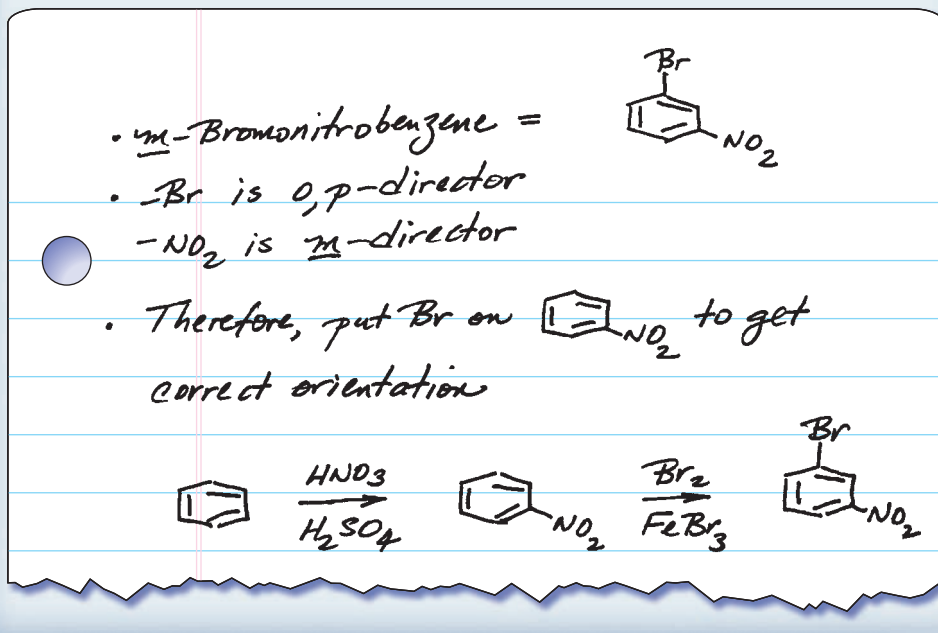 Br
• m-Bromonitrobenzene =
NO2
• -Br is o,p-director
-NO2 is m-director
• Therefore, put Br on NO2 to get
correct orientation
Br
HNO3 Br2
H2SO4 NO2 FeBr3 NO2